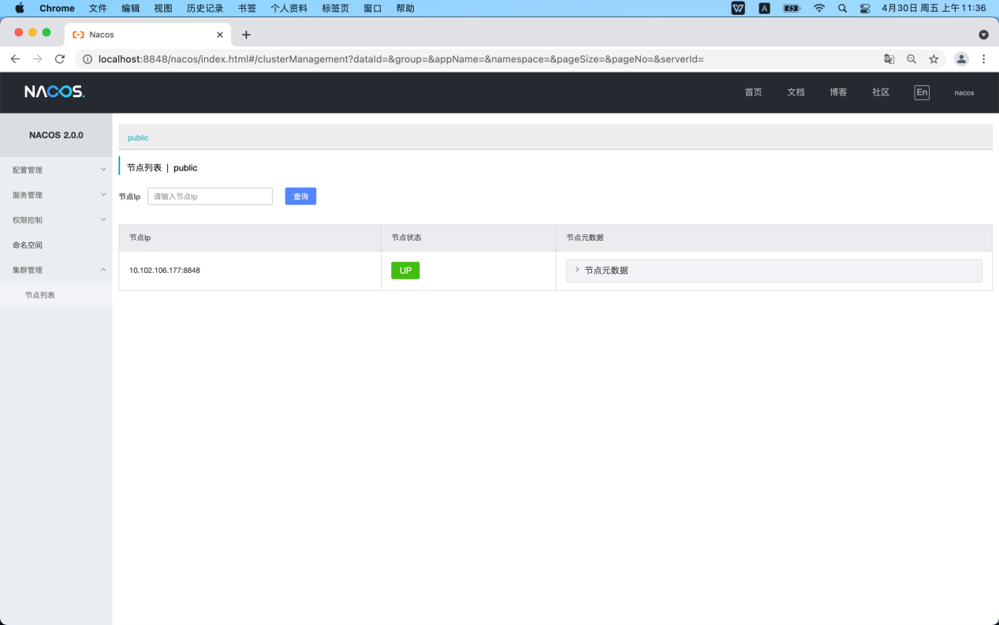 Chrome 文件 编辑 视图 历史记录 书签 个人资料 标签页 窗口 帮助 A 4月30日 周五 上午11:36
Nacos
localhost:8848/nacos/index.html#/clusterManagement?dataId=&group=&appName=&namespace=&pageSize=&pageNo=&serverId=
NACOS. 首页 文档 博客 社区 En nacos
NACOS 2.0.0
配置管理
服务管理
权限控制
命名空间
集群管理
节点列表
public
节点列表 | public
节点Ip 请输入节点Ip 查询
节点Ip 节点状态 节点元数据
10.102.106.177:8848 UP 节点元数据